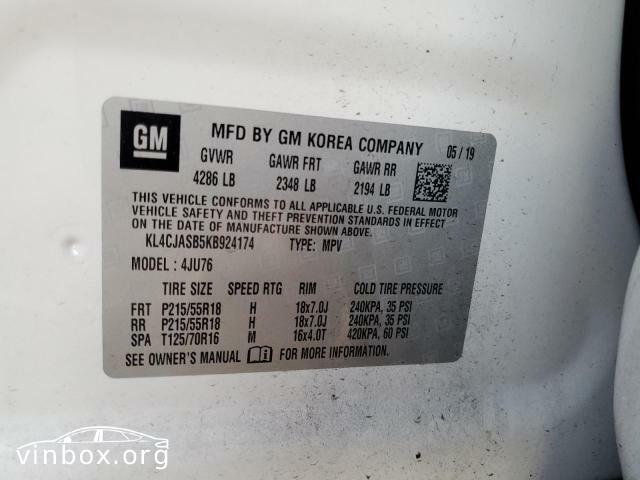 GM
MFD BY GM KOREA COMPANY 05/19
GVWR GAWR FRT GAWR RR
4286 LB 2348 LB 2194 LB
THIS VEHICLE CONFORMS TO ALL APPLICABLE U.S. FEDERAL MOTOR
VEHICLE SAFETY AND THEFT PREVENTION STANDARDS IN EFFECT
ON THE DATE OF MANUFACTURE SHOWN ABOVE.
KL4CJASB5KB924174 TYPE: MPV
MODEL : 4JU76
TIRE SIZE SPEED RTG RIM COLD TIRE PRESSURE
FRT P215/55R18 H 18x7.0J 240KPA, 35 PSI
RR P215/55R18 H 18x7.0J 240KPA, 35 PSI
SPA T125/70R16 M 16x4.0T 420KPA, 60 PSI
SEE OWNER'S MANUAL FOR MORE INFORMATION.
vinbox.org